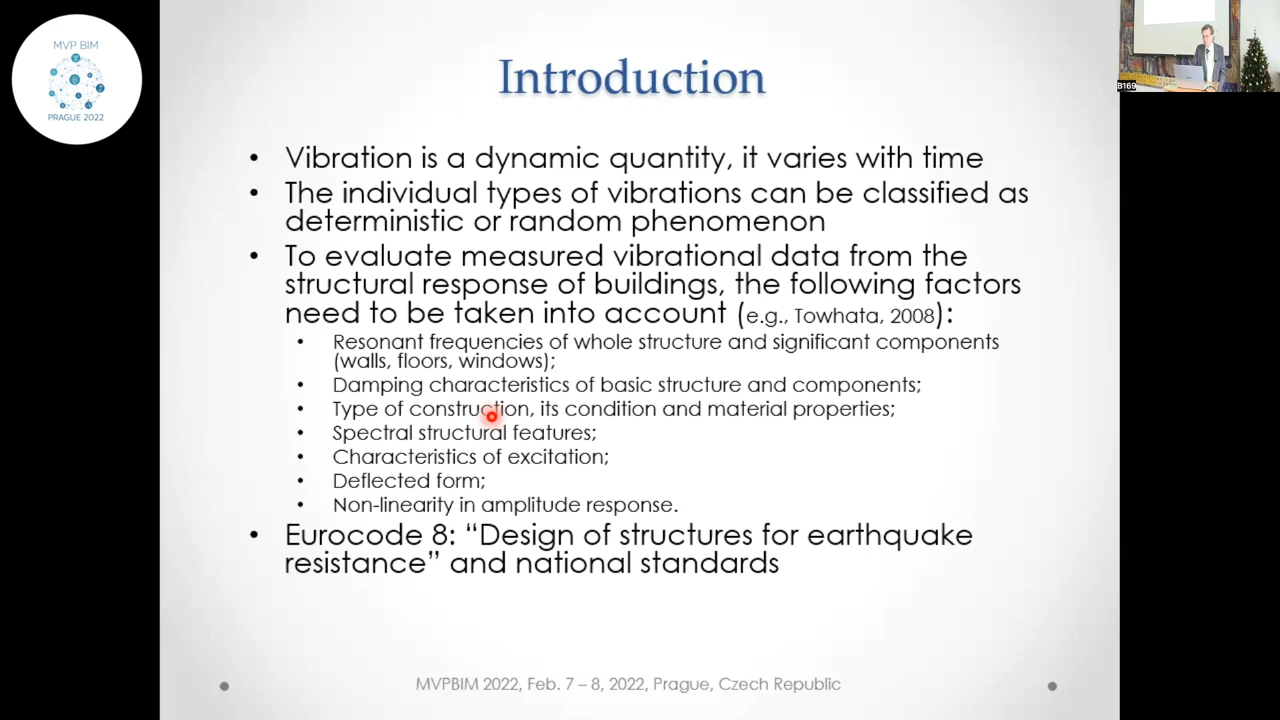 MVP BIM
PRAGUE 2022
B169
Introduction
• Vibration is a dynamic quantity, it varies with time
• The individual types of vibrations can be classified as
deterministic or random phenomenon
• To evaluate measured vibrational data from the
structural response of buildings, the following factors
need to be taken into account (e.g., Towhata, 2008):
• Resonant frequencies of whole structure and significant components
(walls, floors, windows);
• Damping characteristics of basic structure and components;
• Type of construction, its condition and material properties;
• Spectral structural features;
• Characteristics of excitation;
• Deflected form;
• Non-linearity in amplitude response.
• Eurocode 8: “Design of structures for earthquake
resistance” and national standards
MVPBIM 2022, Feb. 7 – 8, 2022, Prague, Czech Republic